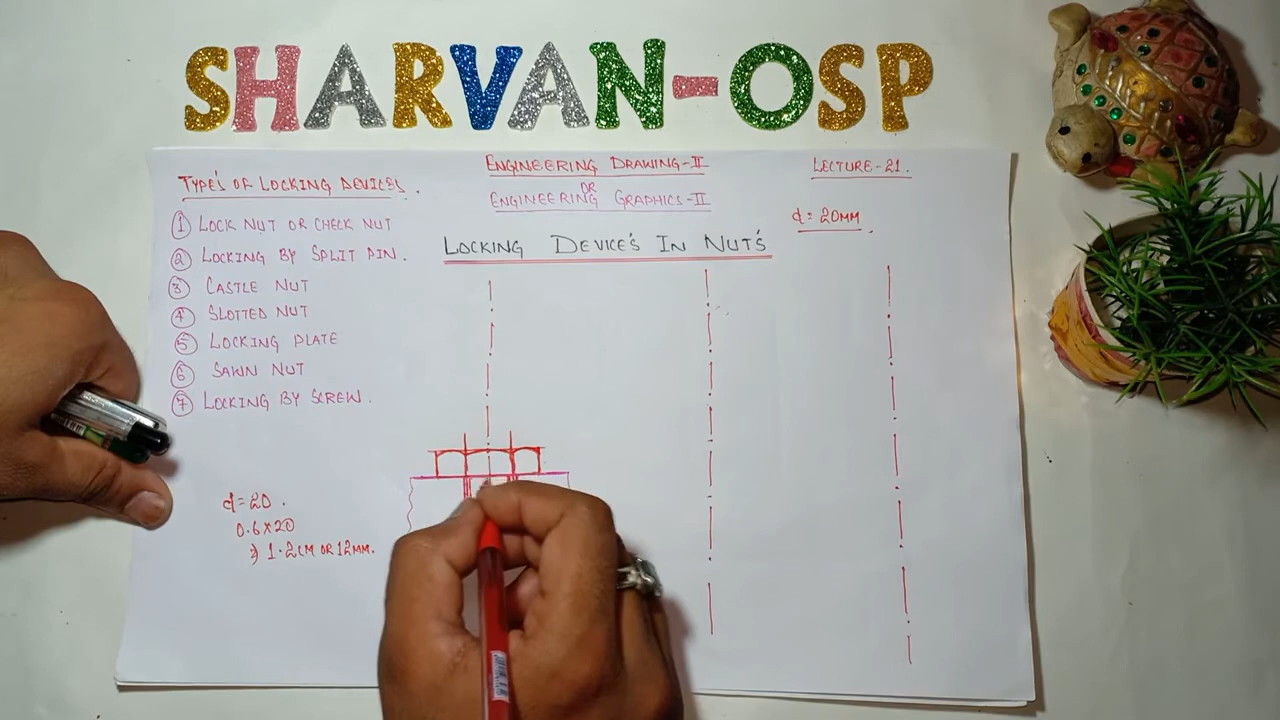 SHARVAN-OSP
ENGINEERING DRAWING-II
OR
ENGINEERING GRAPHICS-II
LECTURE-21.
d = 20MM.
LOCKING DEVICE'S IN NUT'S
TYPE'S OF LOCKING DEVICES.
1 LOCK NUT OR CHECK NUT
2 LOCKING BY SPLIT PIN.
3 CASTLE NUT
4 SLOTTED NUT
5 LOCKING PLATE
6 SAWN NUT
7 LOCKING BY SCREW.
d = 20.
0.6×20
⇒ 1.2CM OR 12MM.